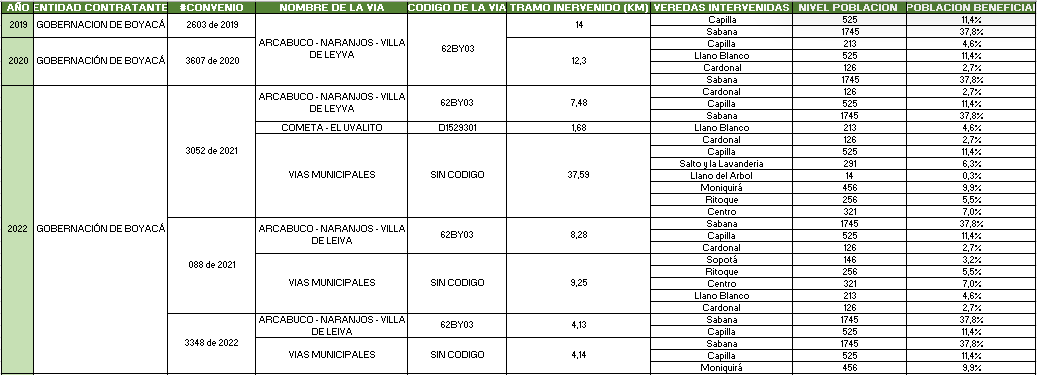 AÑO ENTIDAD CONTRATANTE #CONVENIO NOMBRE DE LA VIA CODIGO DE LA VIA TRAMO INERVENIDO (KM) VEREDAS INTERVENIDAS NIVEL POBLACION POBLACION BENEFICIAI
2019 GOBERNACION DE BOYACÁ 2603 de 2019 ARCABUCO - NARANJOS - VILLA DE LEYVA 62BY03 14 Capilla 525 11,4%
Sabana 1745 37,8%
2020 GOBERNACIÓN DE BOYACÁ 3607 de 2020 12,3 Capilla 213 4,6%
Llano Blanco 525 11,4%
Cardonal 126 2,7%
Sabana 1745 37,8%
2022 GOBERNACIÓN DE BOYACÁ 3052 de 2021 ARCABUCO - NARANJOS - VILLA DE LEYVA 62BY03 7,48 Cardonal 126 2,7%
Capilla 525 11,4%
Sabana 1745 37,8%
COMETA - EL UVALITO D1529301 1,68 Llano Blanco 213 4,6%
VIAS MUNICIPALES SIN CODIGO 37,59 Cardonal 126 2,7%
Capilla 525 11,4%
Salto y la Lavanderia 291 6,3%
Llano del Arbol 14 0,3%
Moniquirá 456 9,9%
Ritoque 256 5,5%
Centro 321 7,0%
088 de 2021 ARCABUCO - NARANJOS - VILLA DE LEIVA 62BY03 8,28 Sabana 1745 37,8%
Capilla 525 11,4%
Cardonal 126 2,7%
VIAS MUNICIPALES SIN CODIGO 9,25 Sopotá 146 3,2%
Ritoque 256 5,5%
Centro 321 7,0%
Llano Blanco 213 4,6%
Cardonal 126 2,7%
3348 de 2022 ARCABUCO - NARANJOS - VILLA DE LEIVA 62BY03 4,13 Sabana 1745 37,8%
Capilla 525 11,4%
VIAS MUNICIPALES SIN CODIGO 4,14 Sabana 1745 37,8%
Capilla 525 11,4%
Moniquirá 456 9,9%